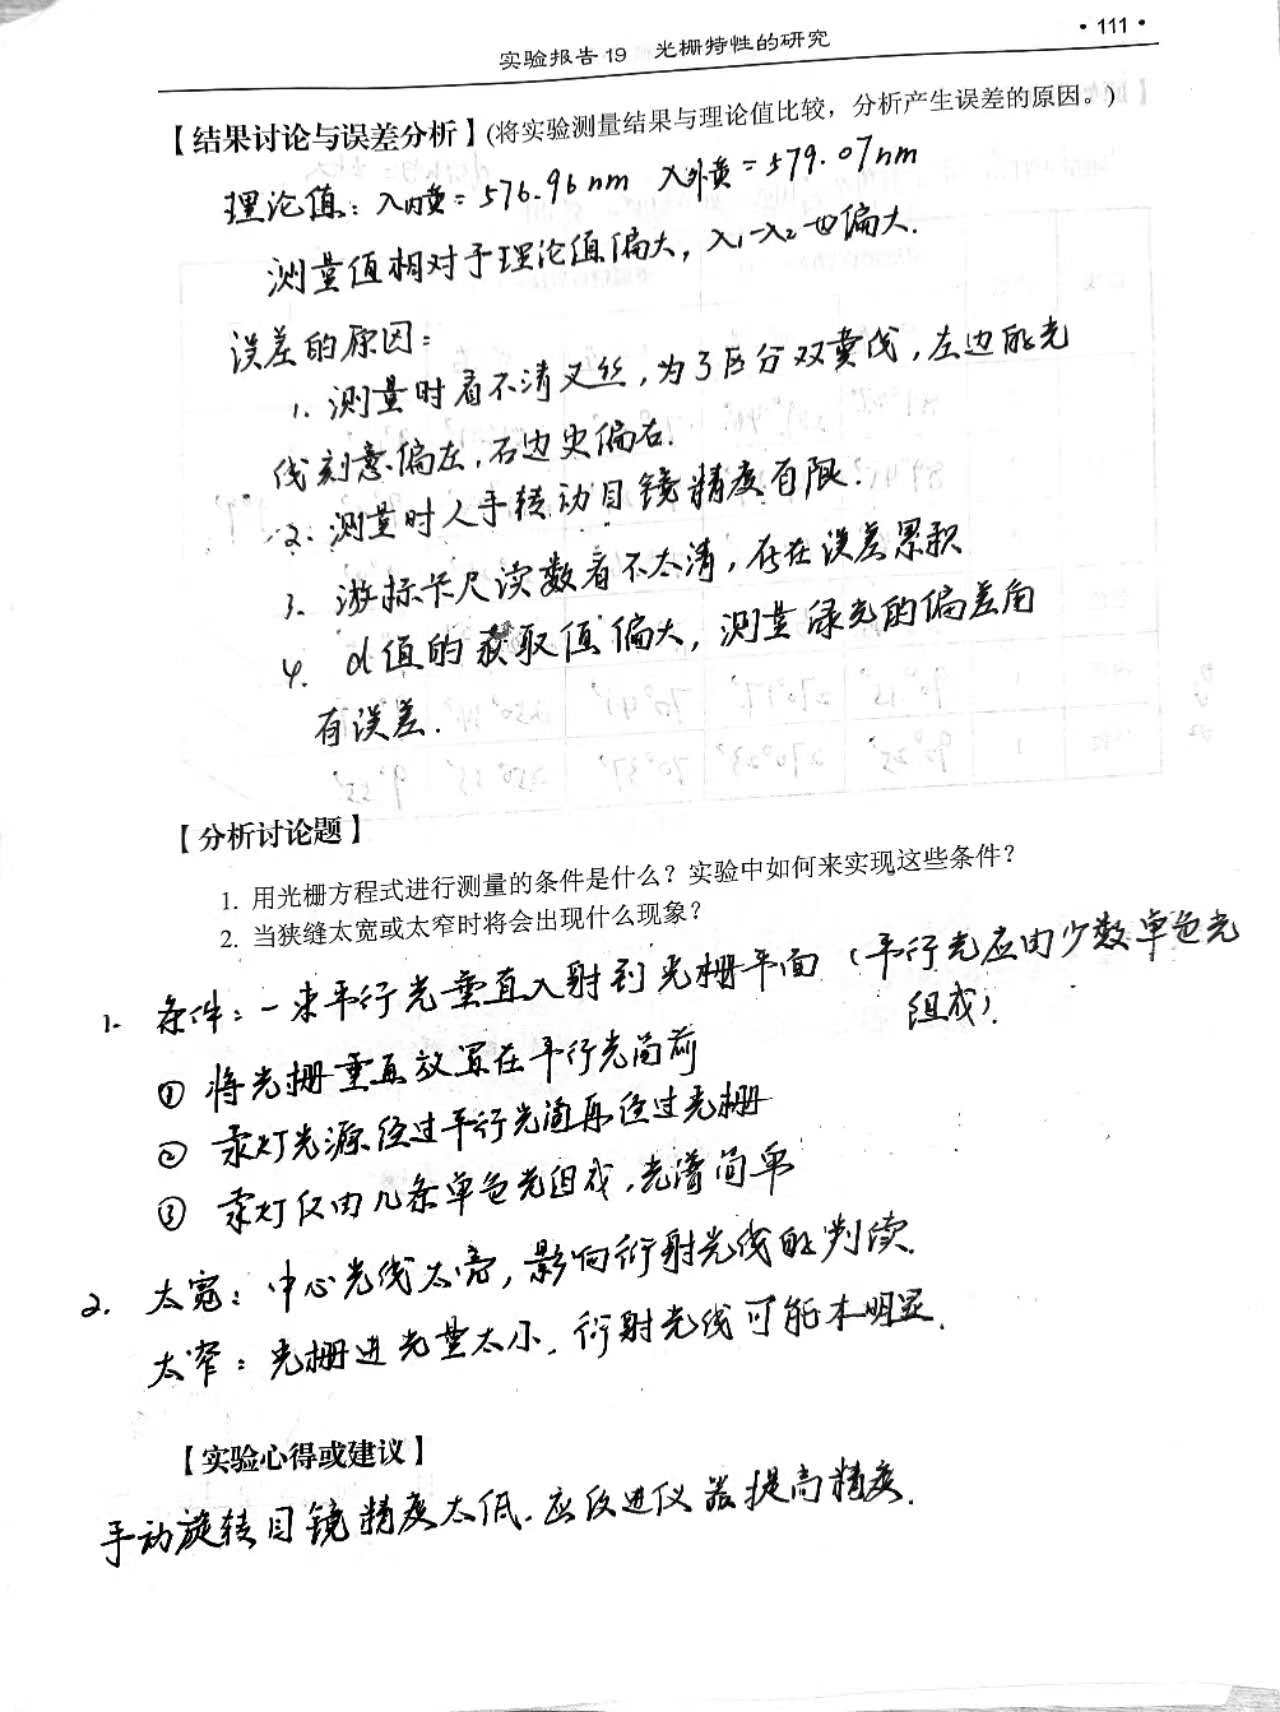 实验报告19 光栅特性的研究
·111·
【结果讨论与误差分析】(将实验测量结果与理论值比较，分析产生误差的原因。)
理论值：λ内黄=576.96nm λ外黄=579.07nm
测量值相对于理论值偏大，λ₁-λ₂也偏大.
误差的原因：
1. 测量时看不清叉丝，为了区分双黄线，左边的光
线刻意偏左，右边史偏右.
2. 测量时人手转动目镜精度有限.
3. 游标卡尺读数看不太清，存在误差累积
4. d值的获取值偏大，测量绿光的偏差角
有误差.
【分析讨论题】
1. 用光栅方程式进行测量的条件是什么？实验中如何来实现这些条件？
2. 当狭缝太宽或太窄时将会出现什么现象？
1. 条件：一束平行光垂直入射到光栅平面（平行光应由少数单色光
组成）.
① 将光栅垂直放置在平行光筒前
② 汞灯光源经过平行光筒再经过光栅
③ 汞灯仅由几条单色光组成，光谱简单
2. 太宽：中心光线太亮，影响衍射光线的判读.
太窄：光栅进光量太小，衍射光线可能不明显.
【实验心得或建议】
手动旋转目镜精度太低，应改进仪器提高精度.